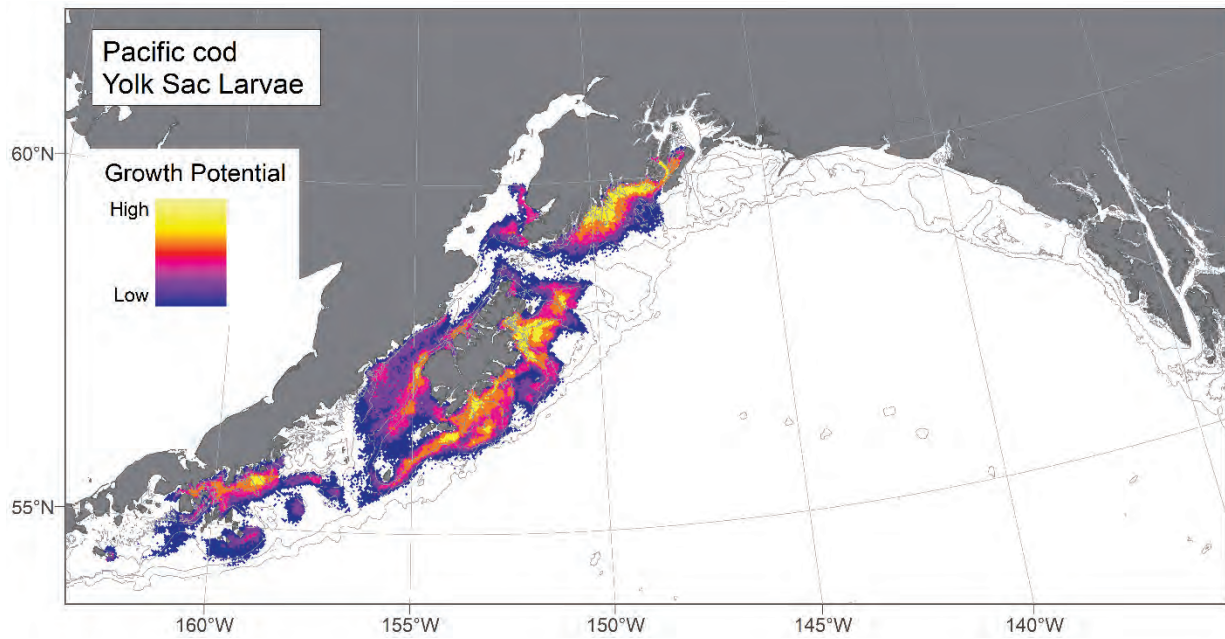 Pacific cod
Yolk Sac Larvae
60°N
Growth Potential
High
Low
55°N
160°W
155°W
150°W
145°W
140°W